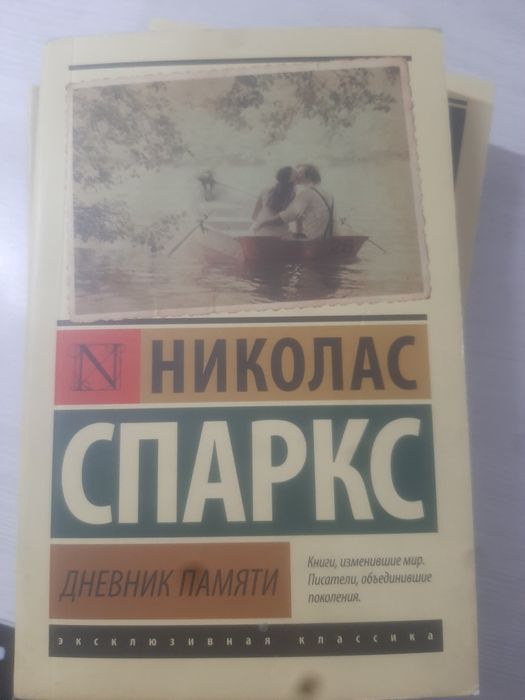 N НИКОЛАС
СПАРКС
ДНЕВНИК ПАМЯТИ
Книги, изменившие мир.
Писатели, объединившие
поколения.
эксклюзивная классика